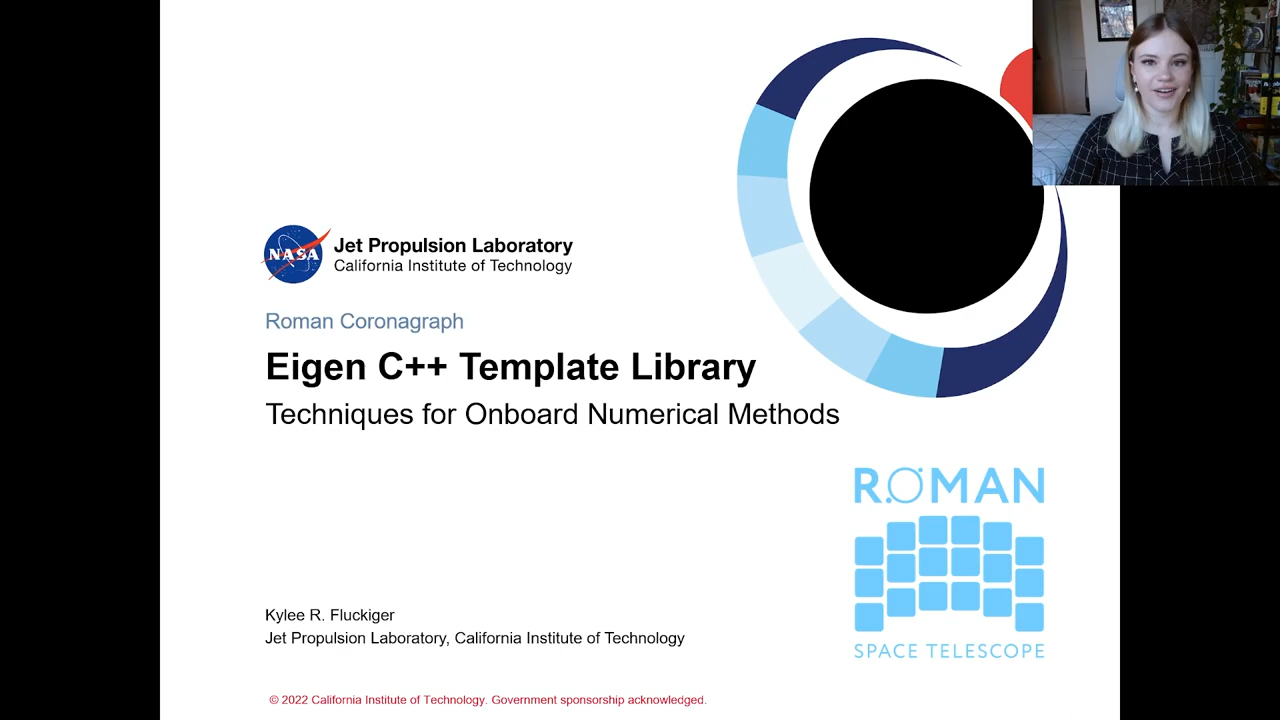 NASA
Jet Propulsion Laboratory
California Institute of Technology
Roman Coronagraph
Eigen C++ Template Library
Techniques for Onboard Numerical Methods
ROMAN
SPACE TELESCOPE
Kylee R. Fluckiger
Jet Propulsion Laboratory, California Institute of Technology
© 2022 California Institute of Technology. Government sponsorship acknowledged.